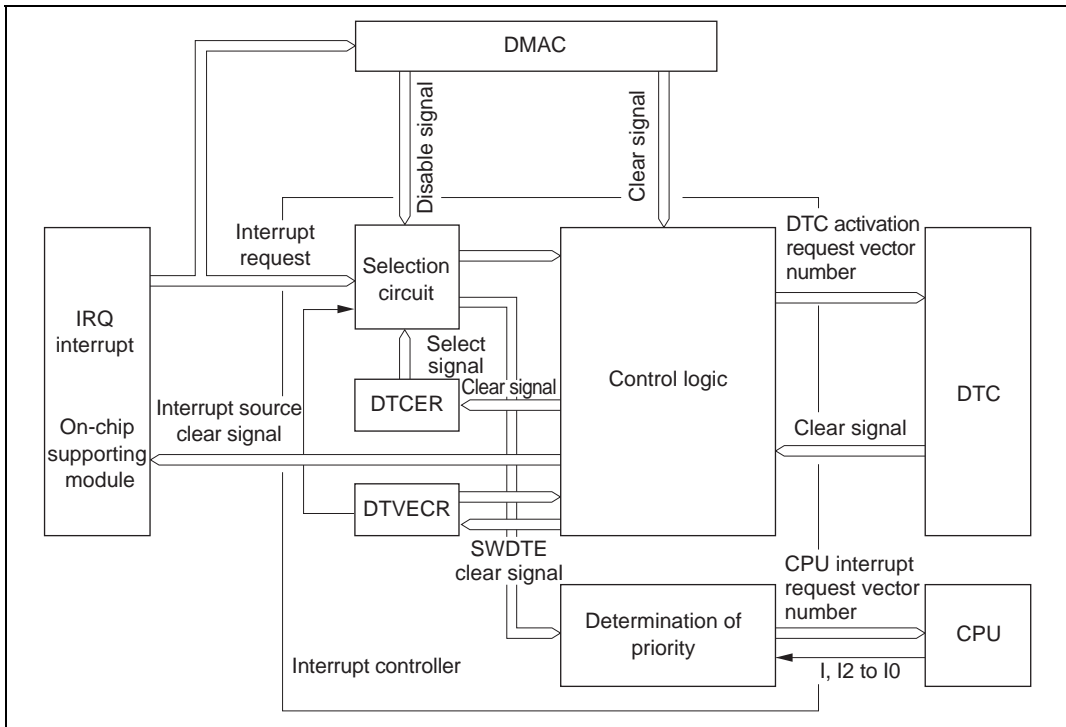 DMAC
Disable signal
Clear signal
Interrupt
request
DTC activation
request vector
number
Selection
circuit
IRQ
interrupt
Select
signal
Control logic
DTC
DTCER
Clear signal
Interrupt source
clear signal
Clear signal
On-chip
supporting
module
DTVECR
SWDTE
clear signal
CPU interrupt
request vector
number
Determination of
priority
CPU
I, I2 to I0
Interrupt controller